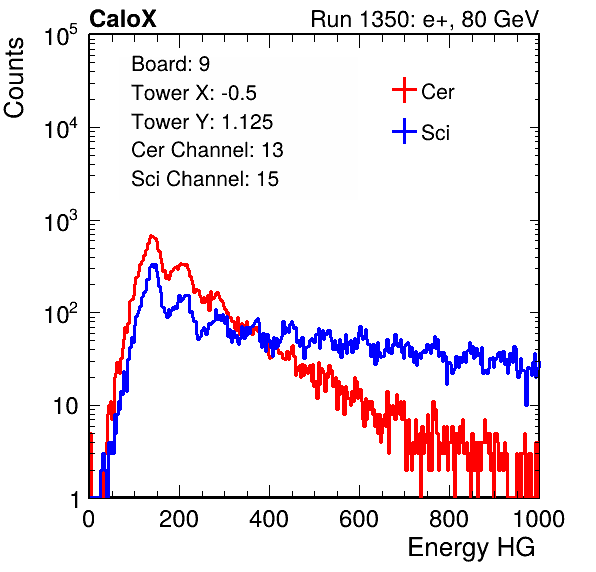 CaloX
Run 1350: e+, 80 GeV
Counts
10^5
10^4
10^3
10^2
10
1
Board: 9
Tower X: -0.5
Tower Y: 1.125
Cer Channel: 13
Sci Channel: 15
Cer
Sci
0 200 400 600 800 1000
Energy HG